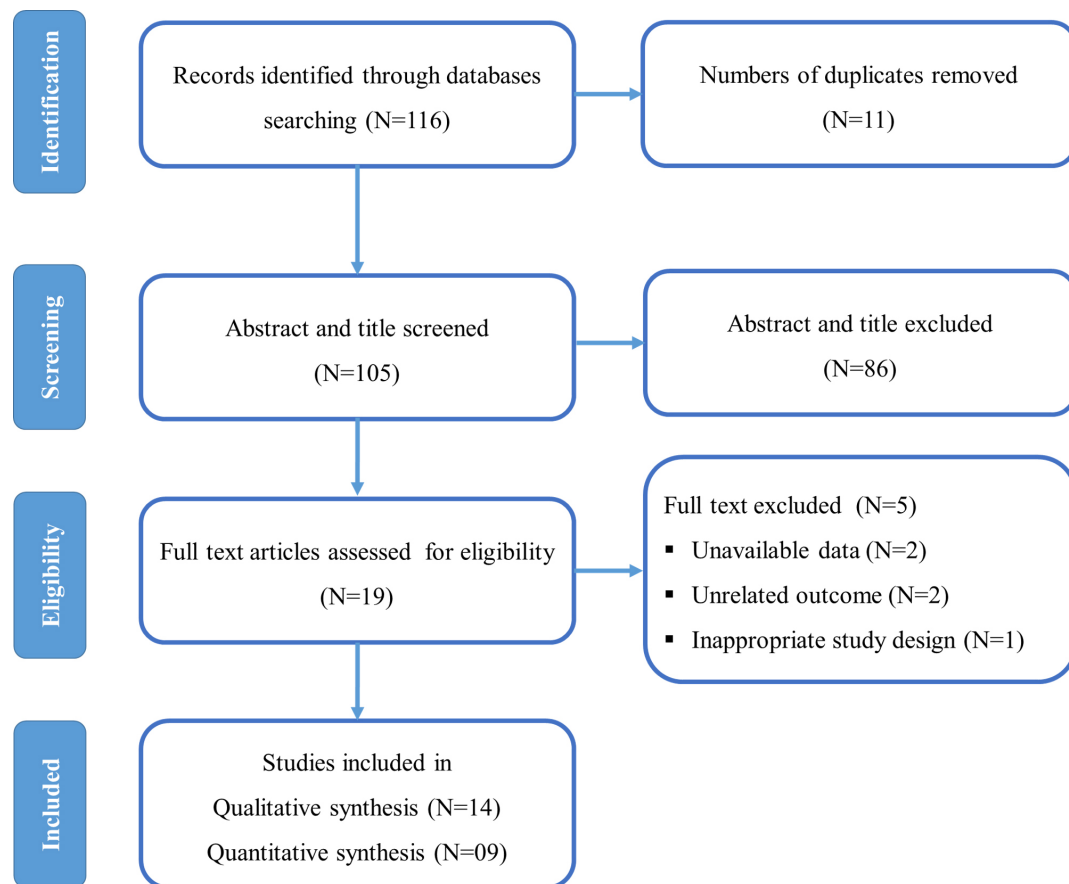 Identification
Records identified through databases
searching (N=116)
Numbers of duplicates removed
(N=11)
Screening
Abstract and title screened
(N=105)
Abstract and title excluded
(N=86)
Eligibility
Full text articles assessed for eligibility
(N=19)
Full text excluded (N=5)
▪ Unavailable data (N=2)
▪ Unrelated outcome (N=2)
▪ Inappropriate study design (N=1)
Included
Studies included in
Qualitative synthesis (N=14)
Quantitative synthesis (N=09)